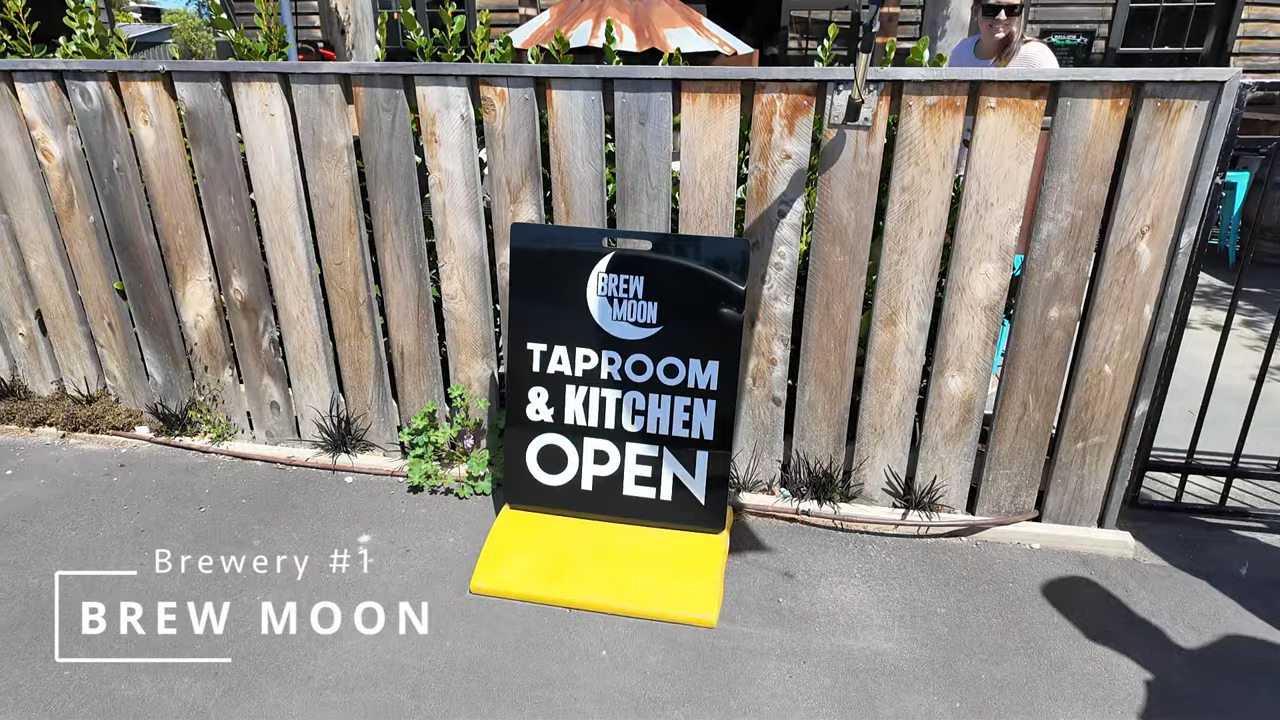 BREW
MOON
TAPROOM
& KITCHEN
OPEN
Brewery #1
BREW MOON